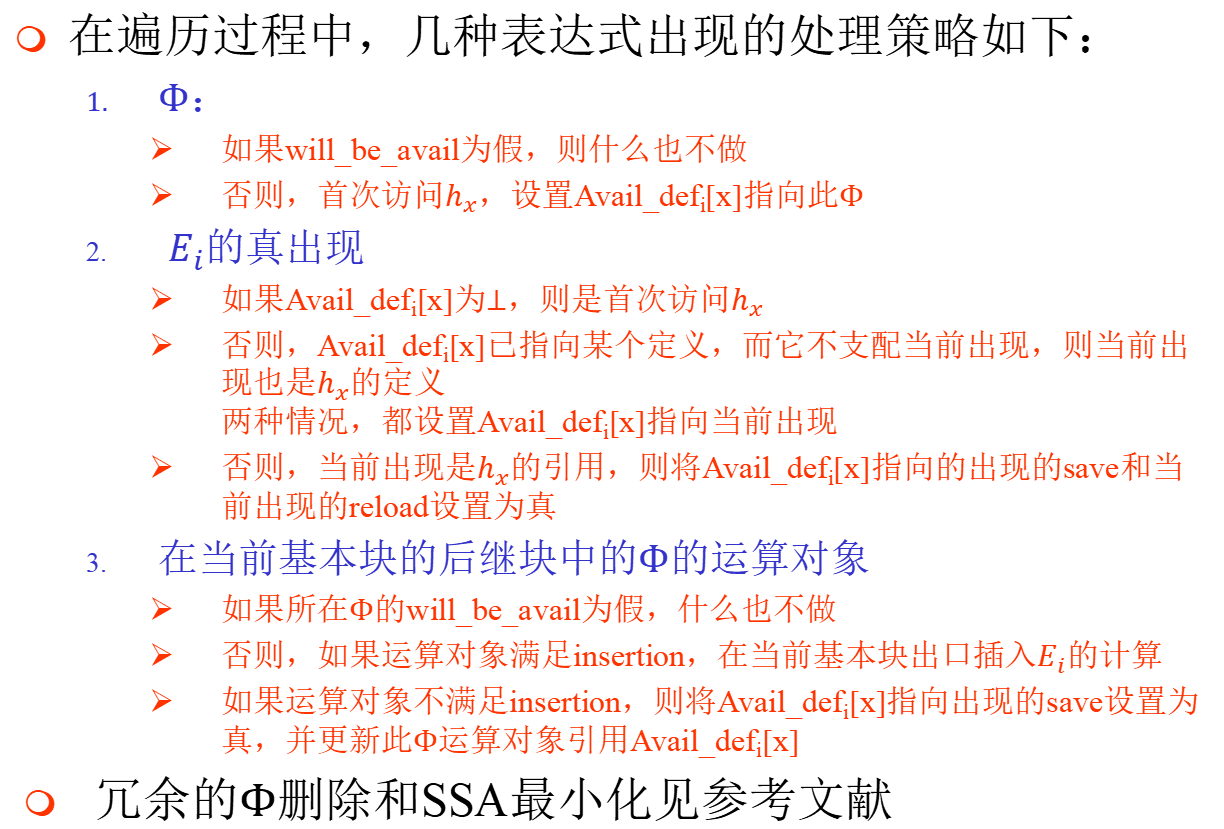 在遍历过程中，几种表达式出现的处理策略如下：
1. Φ：
如果will_be_avail为假，则什么也不做
否则，首次访问hₓ，设置Avail_defᵢ[x]指向此Φ
2. Eᵢ的真出现
如果Avail_defᵢ[x]为⊥，则是首次访问hₓ
否则，Avail_defᵢ[x]已指向某个定义，而它不支配当前出现，则当前出
现也是hₓ的定义
两种情况，都设置Avail_defᵢ[x]指向当前出现
否则，当前出现是hₓ的引用，则将Avail_defᵢ[x]指向的出现的save和当
前出现的reload设置为真
3. 在当前基本块的后继块中的Φ的运算对象
如果所在Φ的will_be_avail为假，什么也不做
否则，如果运算对象满足insertion，在当前基本块出口插入Eᵢ的计算
如果运算对象不满足insertion，则将Avail_defᵢ[x]指向出现的save设置为
真，并更新此Φ运算对象引用Avail_defᵢ[x]
冗余的Φ删除和SSA最小化见参考文献